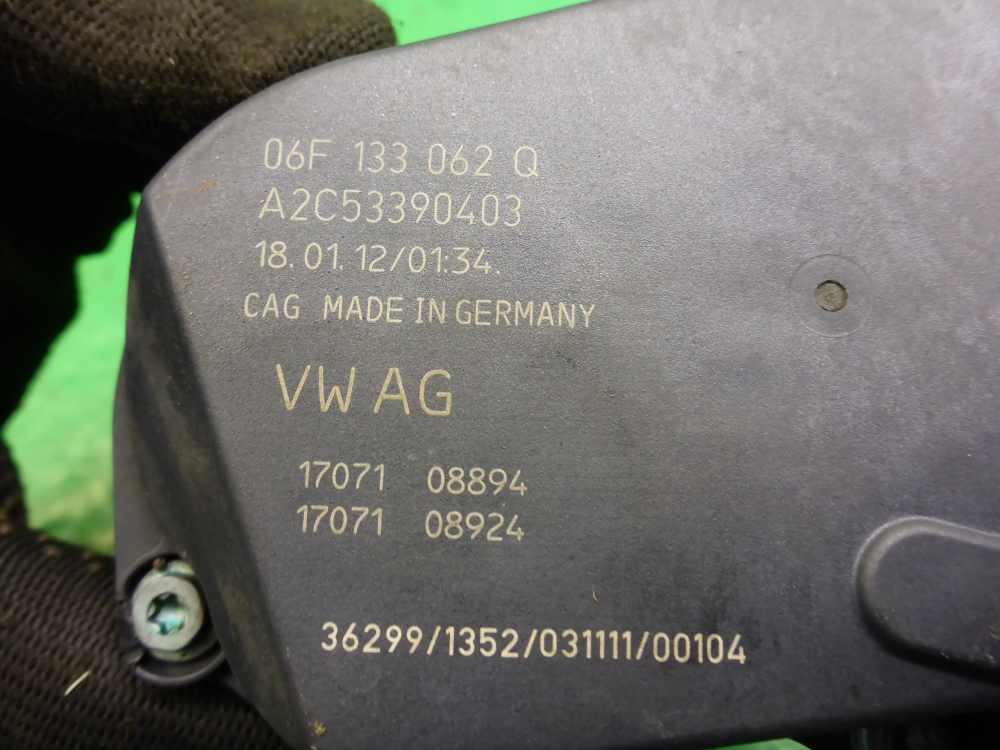 06F 133 062 Q
A2C53390403
18.01.12/01:34.
CAG MADE IN GERMANY
VW AG
17071 08894
17071 08924
36299/1352/031111/00104